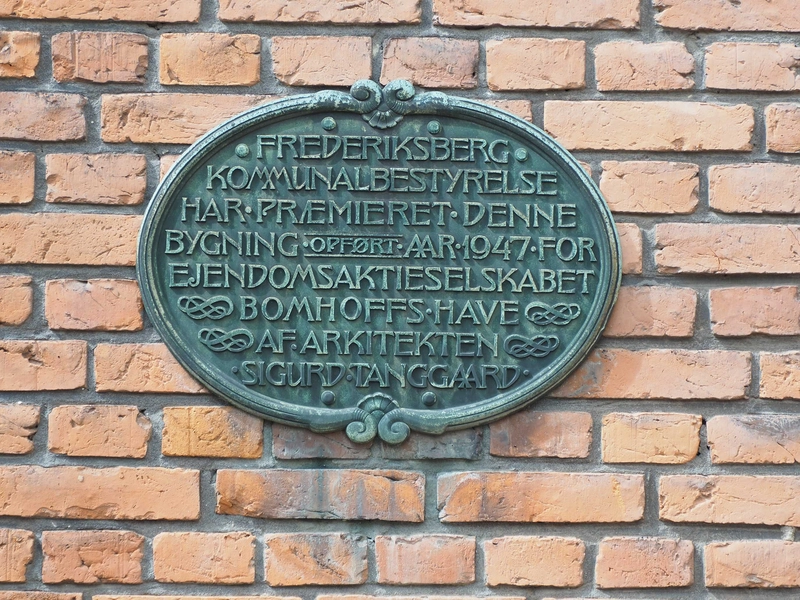 FREDERIKSBERG
KOMMUNALBESTYRELSE
HAR·PRÆMIERET·DENNE
BYGNING·OPFØRT·AAR·1947·FOR
EJENDOMSAKTIESELSKABET
BOMHOFFS·HAVE
AF·ARKITEKTEN
·SIGURD·TANGGAARD·